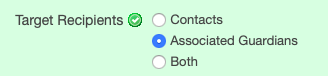 Target Recipients Contacts
Associated Guardians
Both